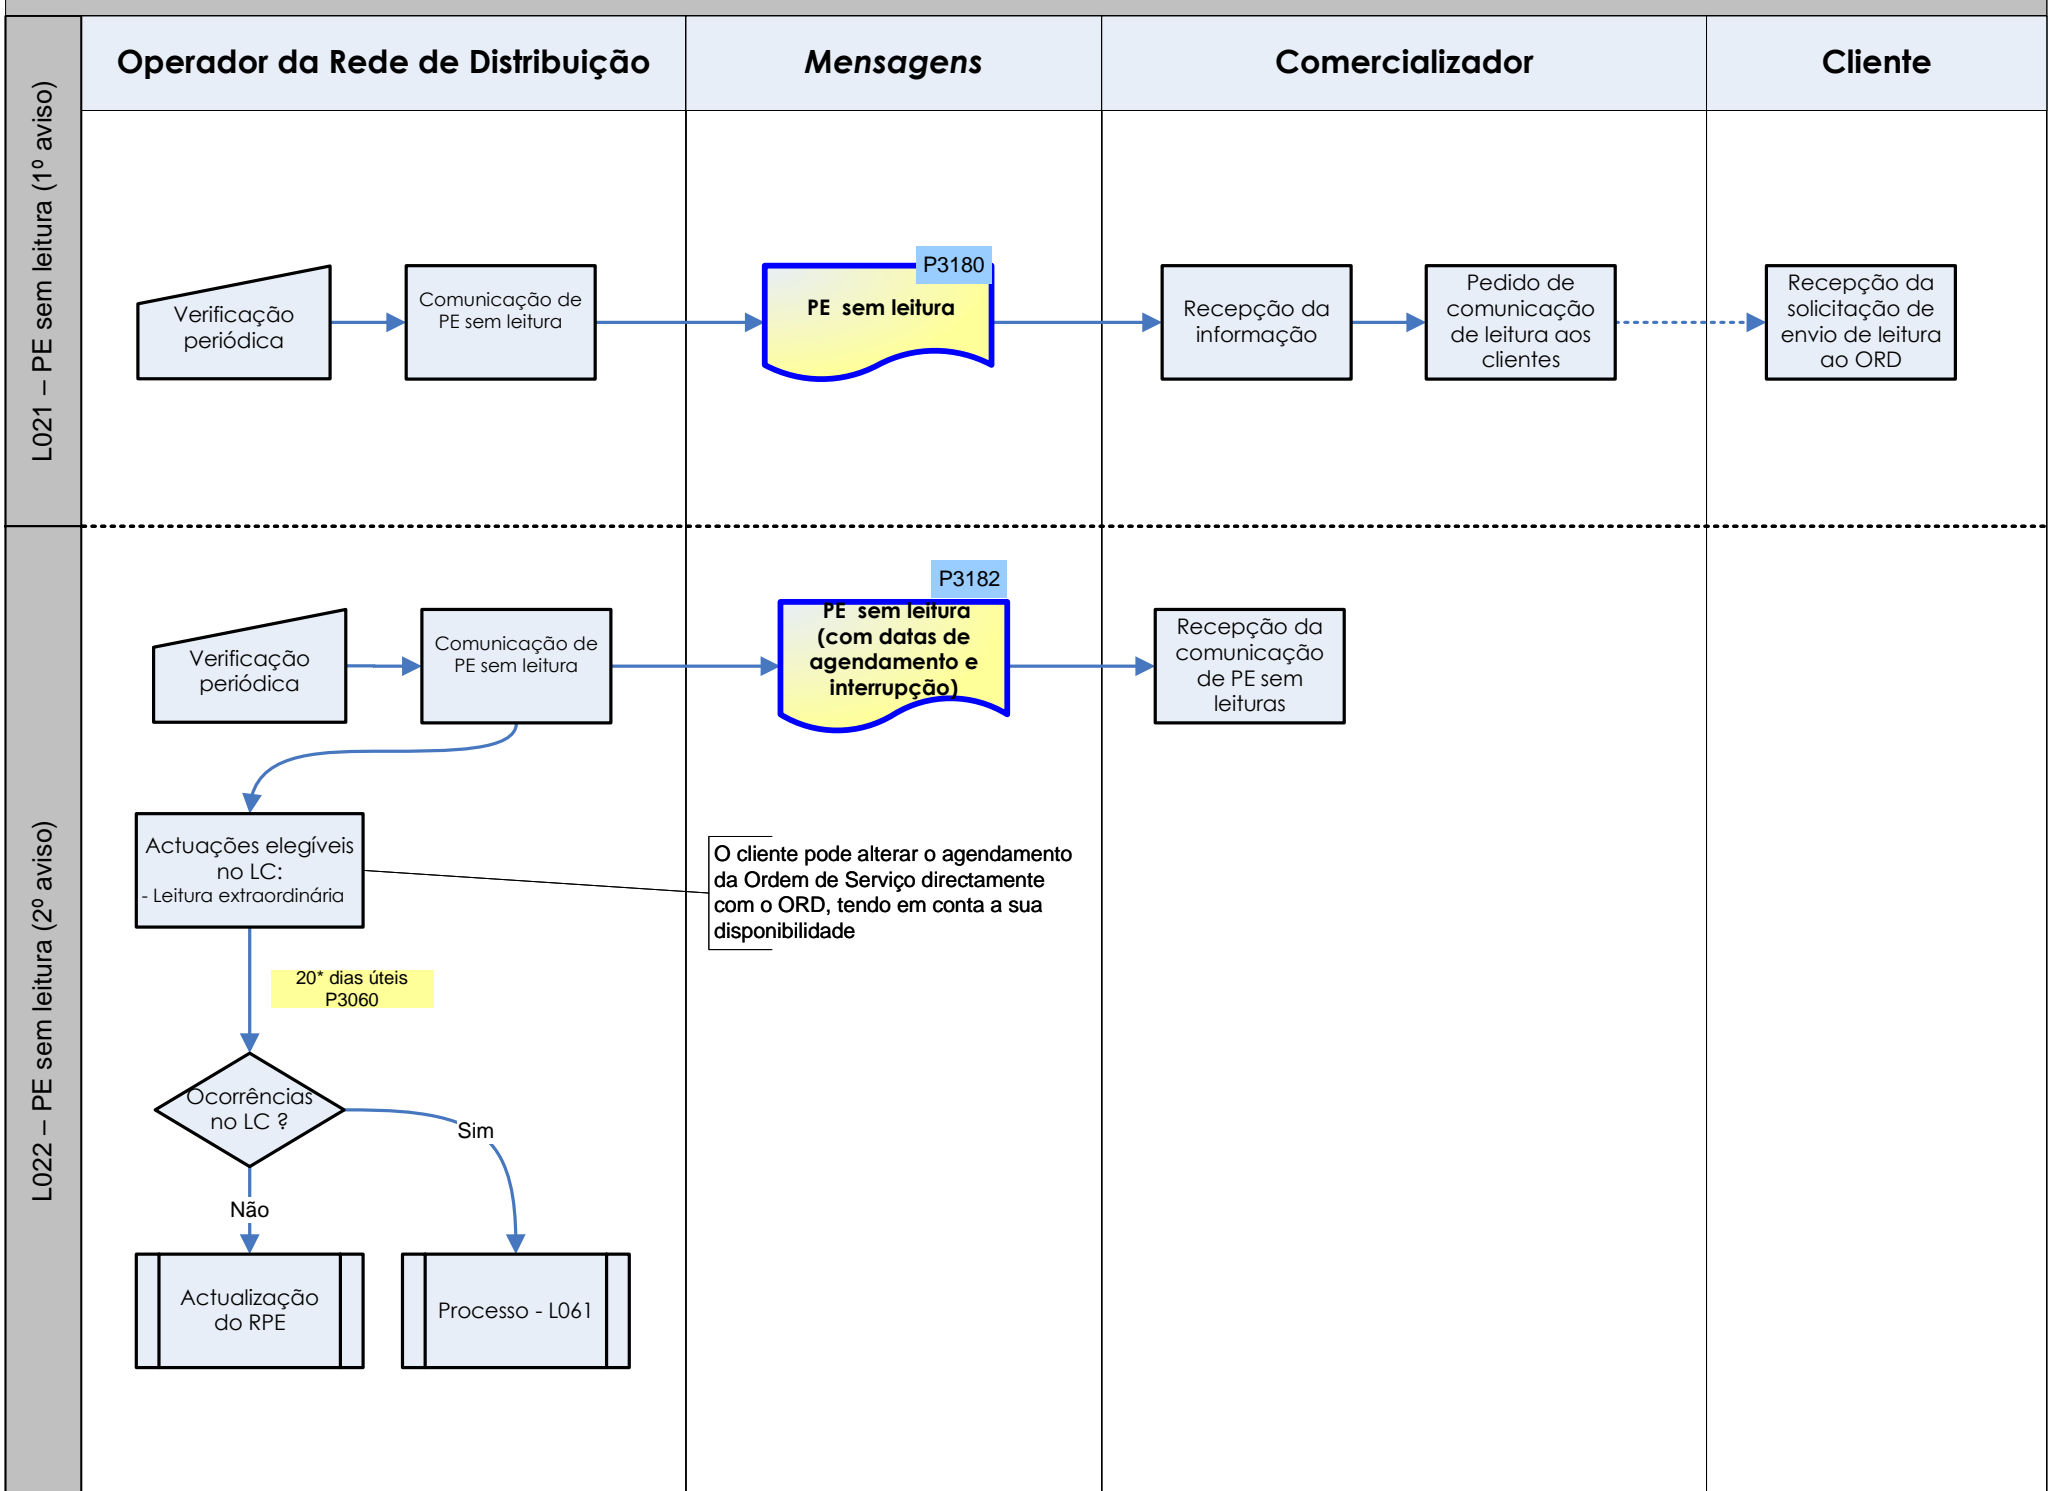 Operador da Rede de Distribuição
Mensagens
Comercializador
Cliente
L021 – PE sem leitura (1º aviso)
Verificação
periódica
Comunicação de
PE sem leitura
P3180
PE  sem leitura
Recepção da
informação
Pedido de
comunicação
de leitura aos
clientes
Recepção da
solicitação de
envio de leitura
ao ORD
L022 – PE sem leitura (2º aviso)
Verificação
periódica
Comunicação de
PE sem leitura
P3182
PE  sem leitura
(com datas de
agendamento e
interrupção)
Recepção da
comunicação
de PE sem
leituras
Actuações elegíveis
no LC:
- Leitura extraordinária
O cliente pode alterar o agendamento
da Ordem de Serviço directamente
com o ORD, tendo em conta a sua
disponibilidade
20* dias úteis
P3060
Ocorrências
no LC ?
Sim
Não
Actualização
do RPE
Processo - L061